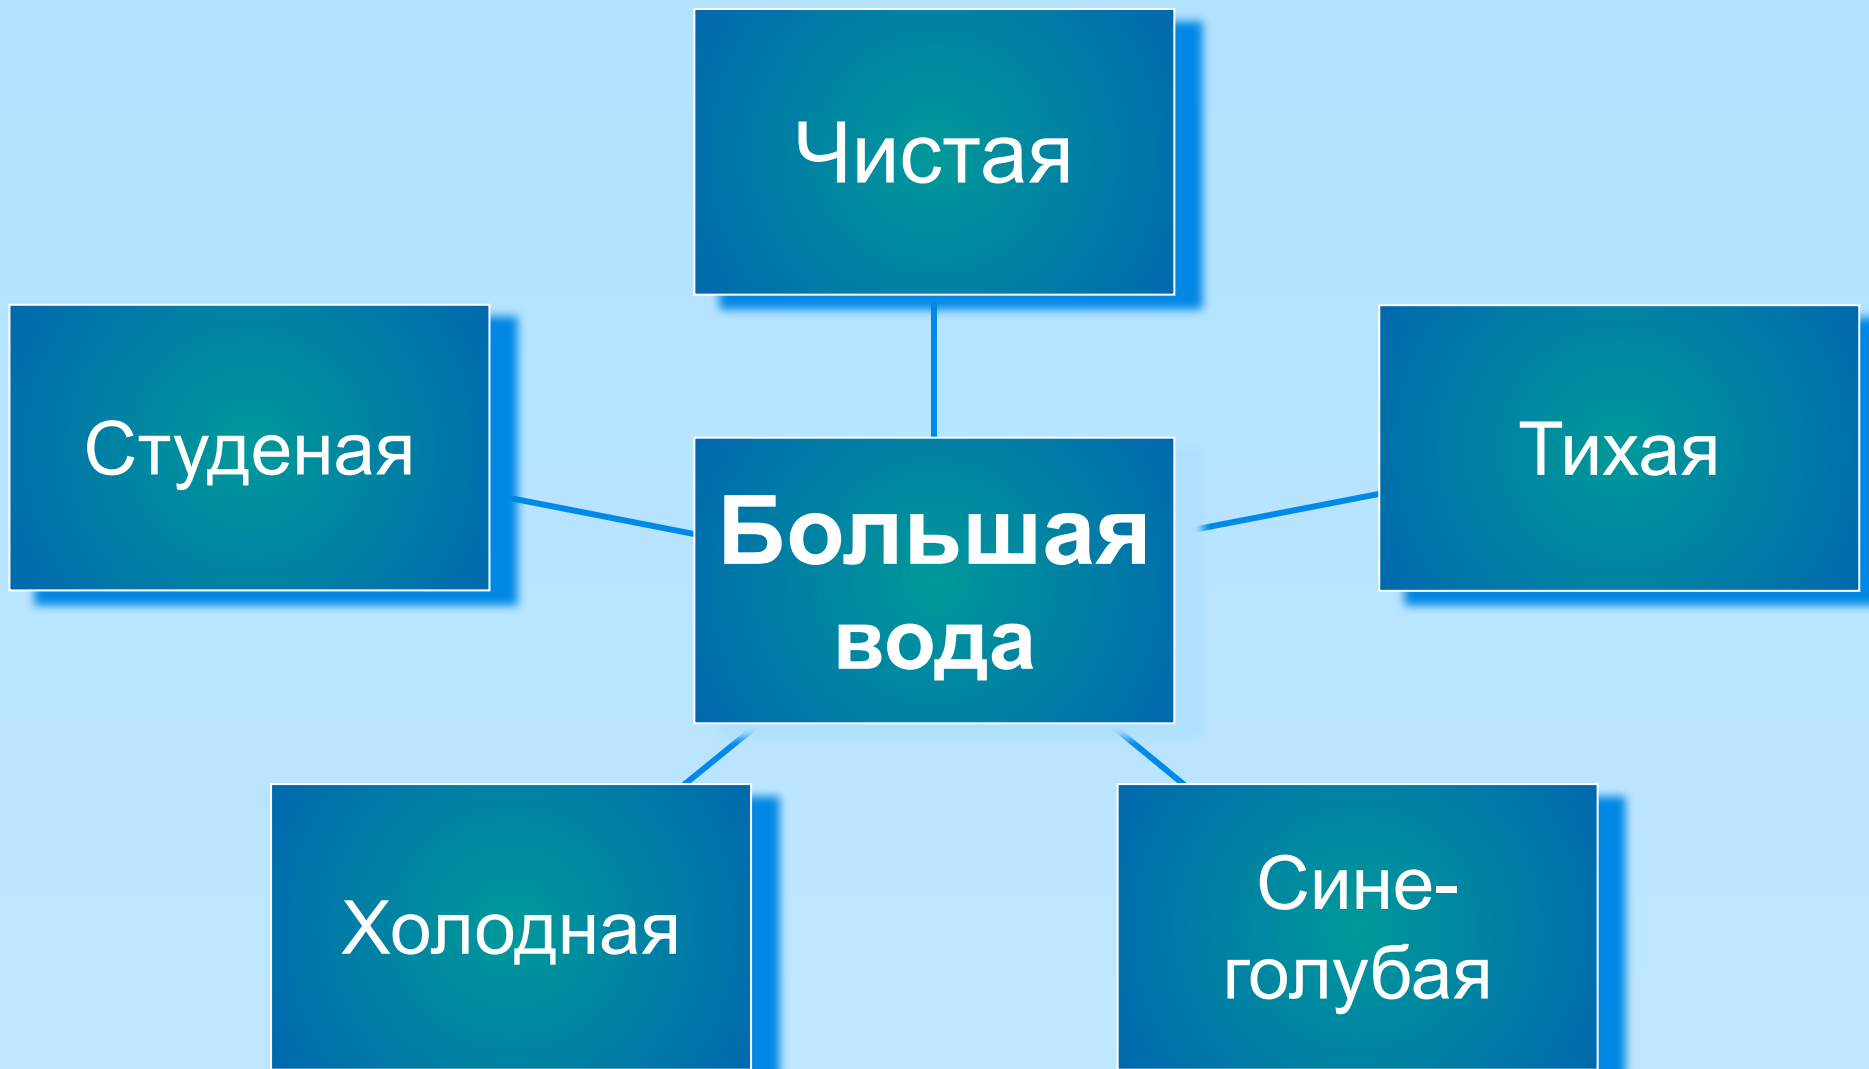 Чистая
Студеная
Тихая
Большая
вода
Холодная
Сине-
голубая